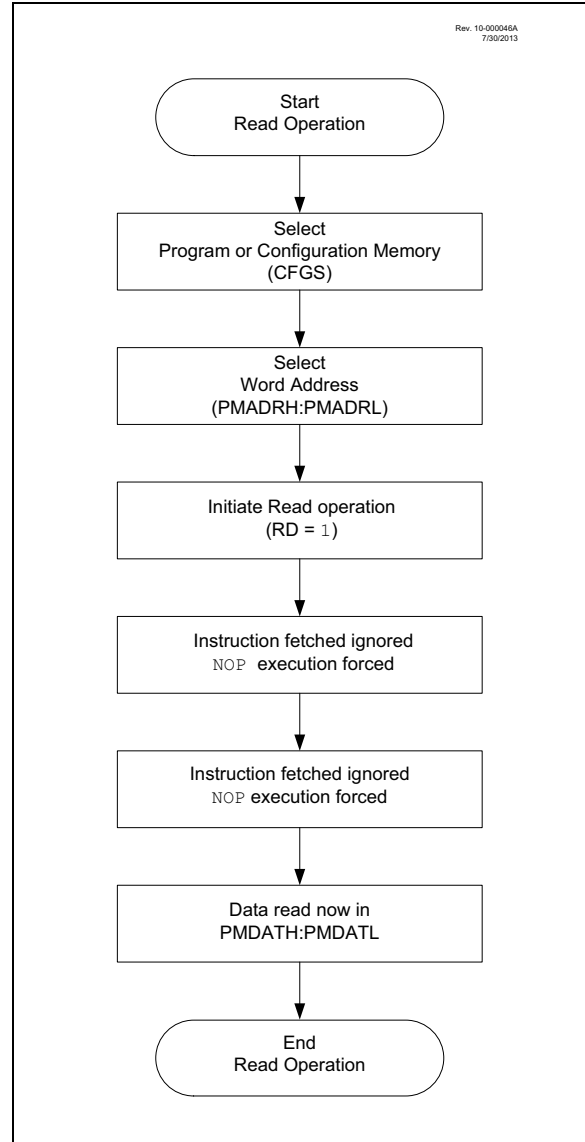 Rev. 10-000046A
7/30/2013
Start
Read Operation
Select
Program or Configuration Memory
(CFGS)
Select
Word Address
(PMADRH:PMADRL)
Initiate Read operation
(RD = 1)
Instruction fetched ignored
NOP execution forced
Instruction fetched ignored
NOP execution forced
Data read now in
PMDATH:PMDATL
End
Read Operation